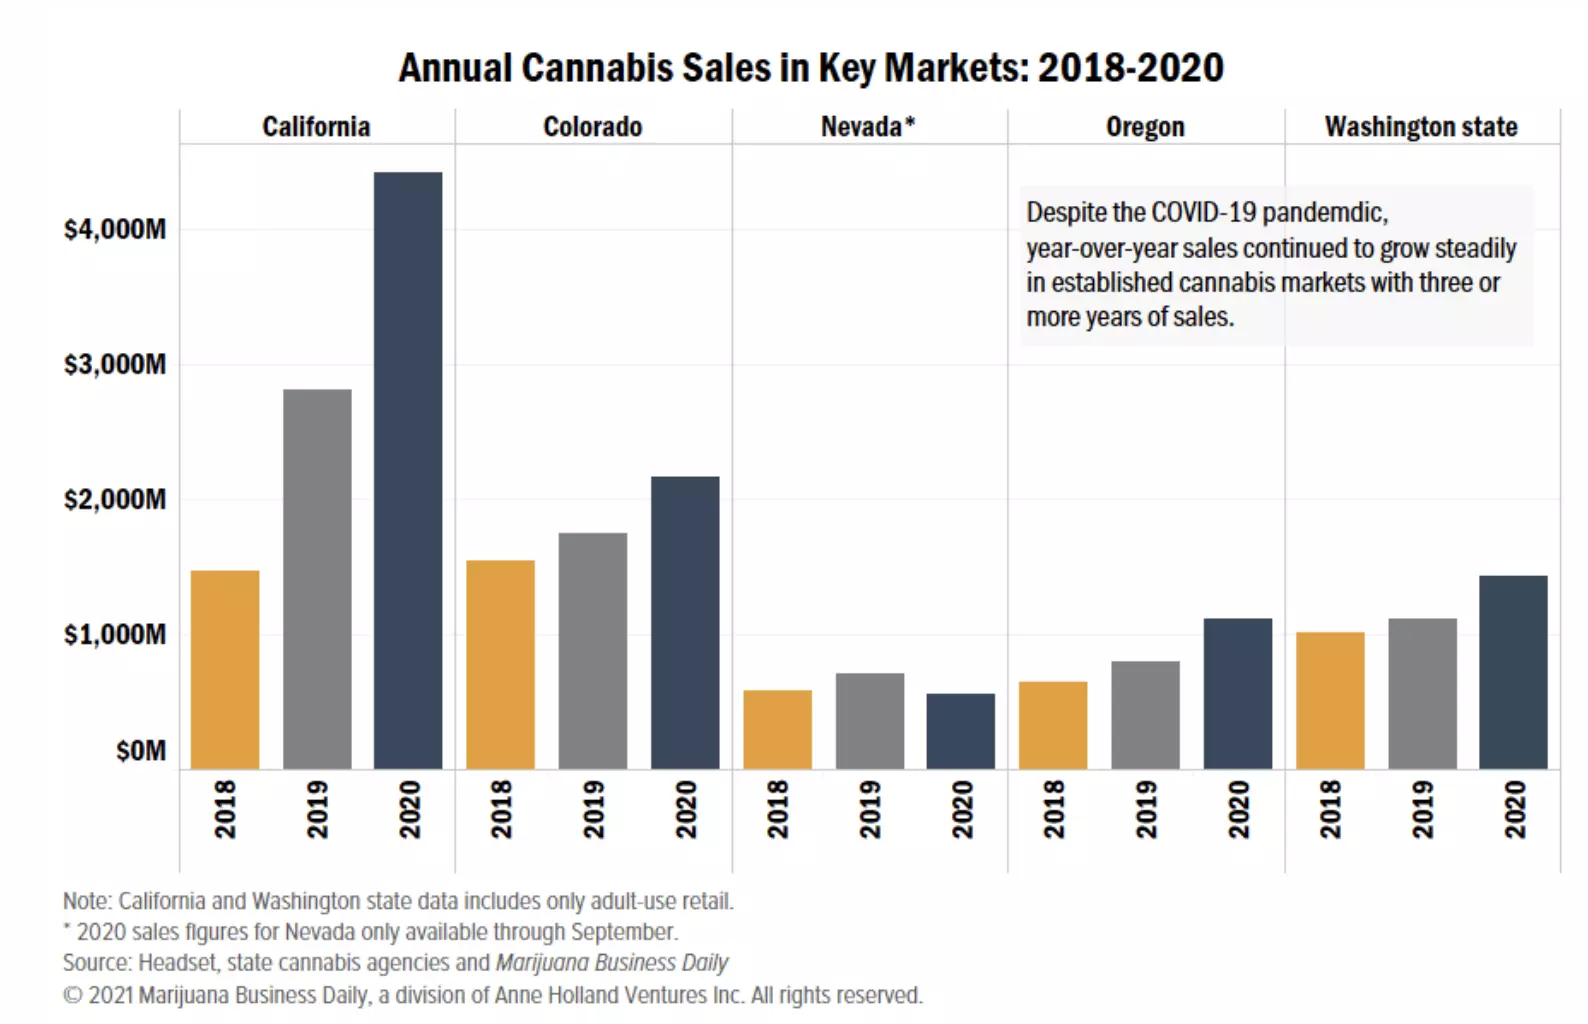 Annual Cannabis Sales in Key Markets: 2018-2020
California Colorado Nevada* Oregon Washington state
Despite the COVID-19 pandemdic,
year-over-year sales continued to grow steadily
in established cannabis markets with three or
more years of sales.
$4,000M
$3,000M
$2,000M
$1,000M
$0M
2018 2019 2020 2018 2019 2020 2018 2019 2020 2018 2019 2020 2018 2019 2020
Note: California and Washington state data includes only adult-use retail.
* 2020 sales figures for Nevada only available through September.
Source: Headset, state cannabis agencies and Marijuana Business Daily
© 2021 Marijuana Business Daily, a division of Anne Holland Ventures Inc. All rights reserved.